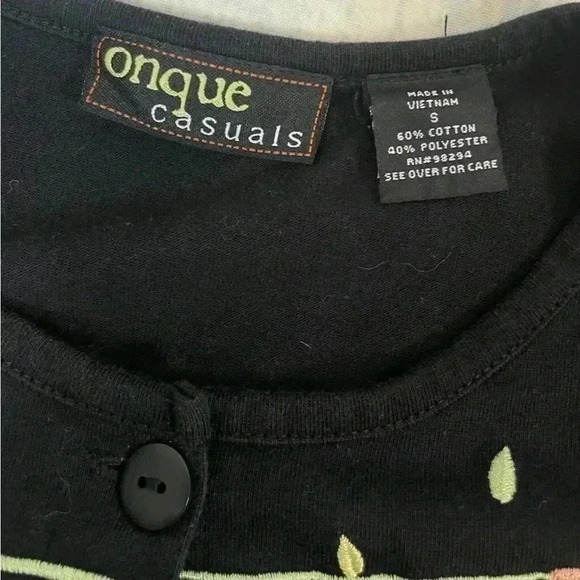 onque
casuals
MADE IN
VIETNAM
S
60% COTTON
40% POLYESTER
RN#98294
SEE OVER FOR CARE